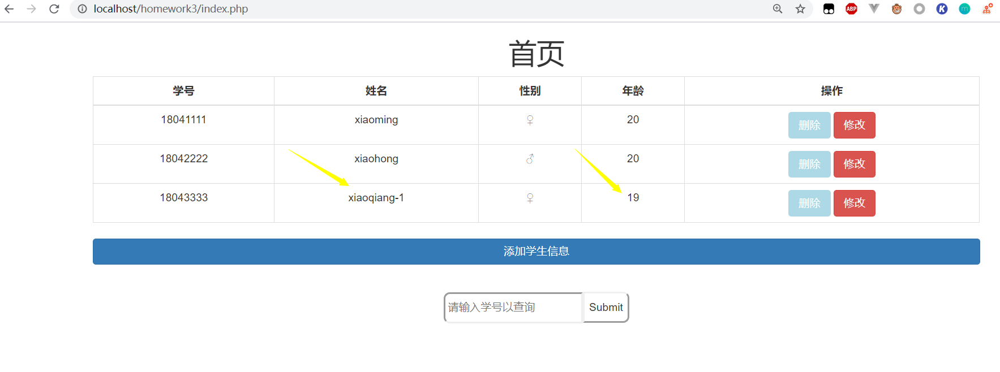 localhost/homework3/index.php
ABP
K
m
首页
学号 姓名 性别 年龄 操作
18041111 xiaoming ♀ 20 删除 修改
18042222 xiaohong ♂ 20 删除 修改
18043333 xiaoqiang-1 ♀ 19 删除 修改
添加学生信息
请输入学号以查询 Submit